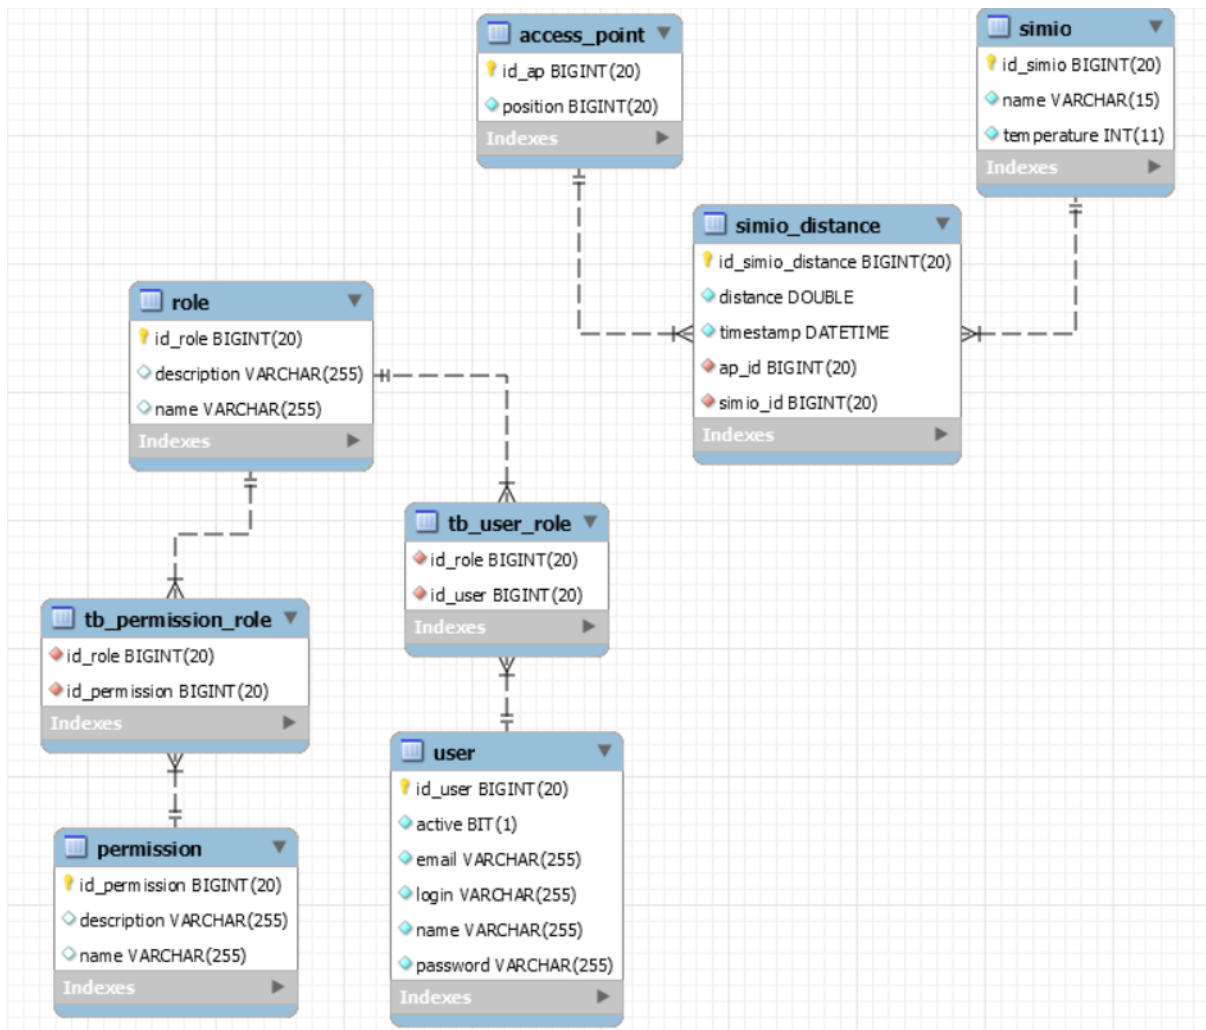 access_point
id_ap BIGINT(20)
position BIGINT(20)
Indexes
simio
id_simio BIGINT(20)
name VARCHAR(15)
temperature INT(11)
Indexes
simio_distance
id_simio_distance BIGINT(20)
distance DOUBLE
timestamp DATETIME
ap_id BIGINT(20)
simio_id BIGINT(20)
Indexes
role
id_role BIGINT(20)
description VARCHAR(255)
name VARCHAR(255)
Indexes
tb_user_role
id_role BIGINT(20)
id_user BIGINT(20)
Indexes
tb_permission_role
id_role BIGINT(20)
id_permission BIGINT(20)
Indexes
user
id_user BIGINT(20)
active BIT(1)
email VARCHAR(255)
login VARCHAR(255)
name VARCHAR(255)
password VARCHAR(255)
Indexes
permission
id_permission BIGINT(20)
description VARCHAR(255)
name VARCHAR(255)
Indexes